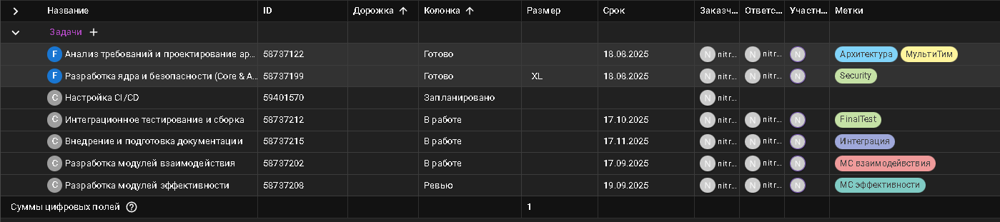 Название ID Дорожка Колонка Размер Срок Заказч... Ответс... Участн... Метки
Задачи
F Анализ требований и проектирование ар... 58737122 Готово 18.08.2025 N nitr... N nitr... N Архитектура МультиТим
F Разработка ядра и безопасности (Core & A... 58737199 Готово XL 18.08.2025 N nitr... N nitr... N Security
C Настройка CI/CD 59401570 Запланировано N nitr...
C Интеграционное тестирование и сборка 58737212 В работе 17.10.2025 N nitr... N nitr... N FinalTest
C Внедрение и подготовка документации 58737215 В работе 17.11.2025 N nitr... N nitr... N Интеграция
C Разработка модулей взаимодействия 58737202 В работе 17.09.2025 N nitr... N nitr... N МС взаимодейвствия
C Разработка модулей эффективности 58737208 Ревью 19.09.2025 N nitr... N nitr... N МС эффективности
Суммы цифровых полей ? 1